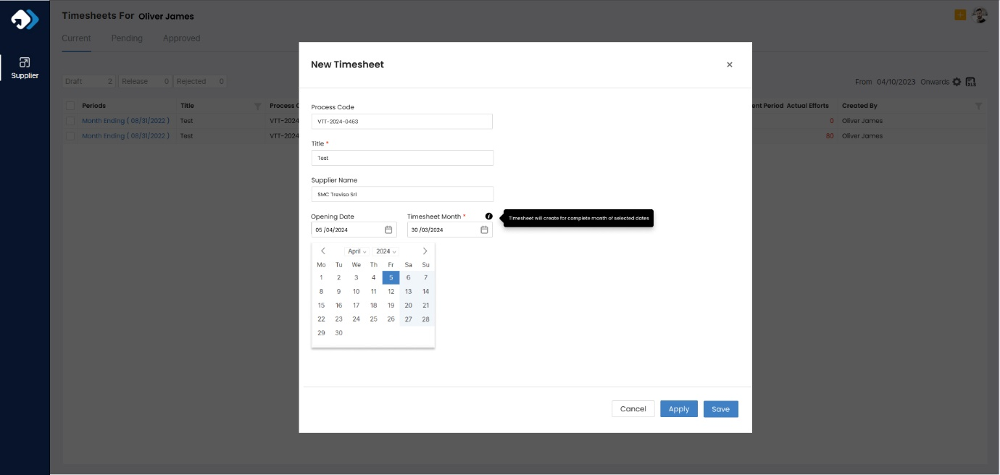 Timesheets For Oliver James
Current Pending Approved
Supplier
Draft 2 Release 0 Rejected 0
From 04/10/2023 Onwards
XLS
Periods Title Process C
ent Period Actual Efforts Created By
Month Ending ( 08/31/2022 ) Test VTT-2024
0 Oliver James
Month Ending ( 08/31/2022 ) Test VTT-2024
80 Oliver James
New Timesheet
×
Process Code
VTT-2024-0463
Title *
Test
Supplier Name
SMC Treviso Srl
Opening Date Timesheet Month *
05 /04/2024 30 /03/2024
Timesheet will create for complete month of selected dates
April 2024
Mo Tu We Th Fr Sa Su
1 2 3 4 5 6 7
8 9 10 11 12 13 14
15 16 17 18 19 20 21
22 23 24 25 26 27 28
29 30
Cancel Apply Save